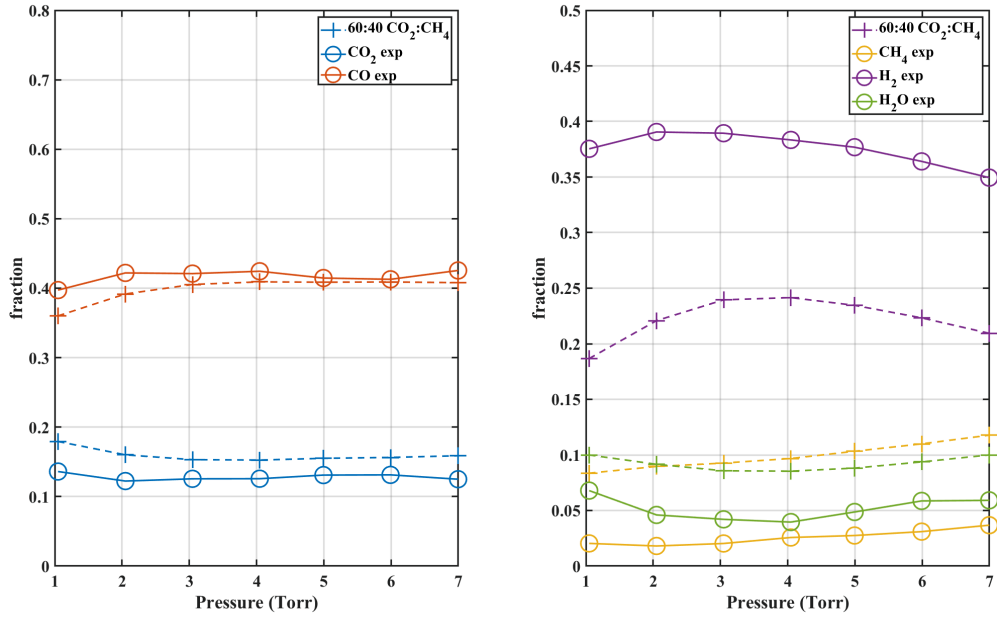 60:40 CO₂:CH₄
CO₂ exp
CO exp
0.8
0.7
0.6
0.5
0.4
0.3
0.2
0.1
0
fraction
1 2 3 4 5 6 7
Pressure (Torr)
60:40 CO₂:CH₄
CH₄ exp
H₂ exp
H₂O exp
0.5
0.45
0.4
0.35
0.3
0.25
0.2
0.15
0.1
0.05
0
fraction
1 2 3 4 5 6 7
Pressure (Torr)